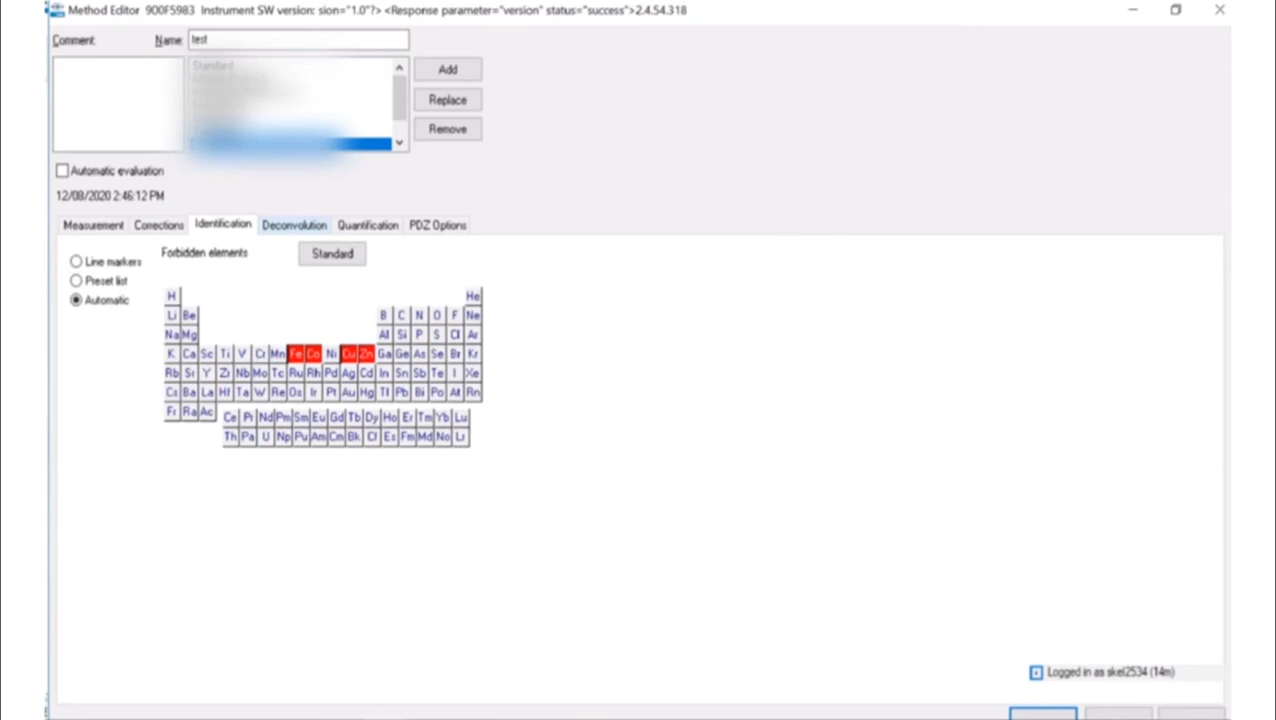 Method Editor 900F5983 Instrument SW version: sion="1.0"?> <Response parameter="version" status="success">2.4.54.318
Comment: Name: test
Standard
Add
Replace
Remove
Automatic evaluation
12/08/2020 2:46:12 PM
Measurement Corrections Identification Deconvolution Quantification PDZ Options
Line markers
Preset list
Automatic
Forbidden elements Standard
H He
Li Be B C N O F Ne
Na Mg Al Si P S Cl Ar
K Ca Sc Ti V Cr Mn Fe Co Ni Cu Zn Ga Ge As Se Br Kr
Rb Sr Y Zr Nb Mo Tc Ru Rh Pd Ag Cd In Sn Sb Te I Xe
Cs Ba La Hf Ta W Re Os Ir Pt Au Hg Tl Pb Bi Po At Rn
Fr Ra Ac
Ce Pr Nd Pm Sm Eu Gd Tb Dy Ho Er Tm Yb Lu
Th Pa U Np Pu Am Cm Bk Cf Es Fm Md No Lr
Logged in as skel2534 (14m)